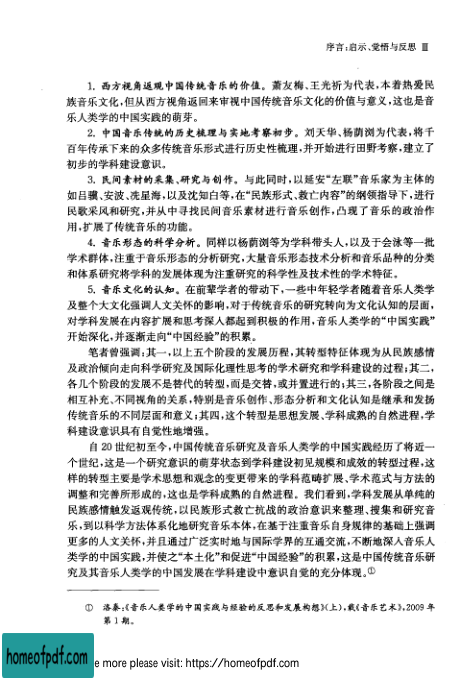 序言:启示、觉悟与反思 Ⅲ
1. 西方视角返观中国传统音乐的价值。萧友梅、王光祈为代表,本着热爱民
族音乐文化,但从西方视角返回来审视中国传统音乐文化的价值与意义,这也是音
乐人类学的中国实践的萌芽。
2. 中国音乐传统的历史梳理与实地考察初步。刘天华、杨荫浏为代表,将千
百年传承下来的众多传统音乐形式进行历史性梳理,并开始进行田野考察,建立了
初步的学科建设意识。
3. 民间素材的采集、研究与创作。与此同时,以延安“左联”音乐家为主体的
如吕骥、安波、冼星海,以及沈知白等,在“民族形式、救亡内容”的纲领指导下,进行
民歌采风和研究,并从中寻找民间音乐素材进行音乐创作,凸现了音乐的政治作
用,扩展了传统音乐的功能。
4. 音乐形态的科学分析。同样以杨荫浏等为学科带头人,以及于会泳等一批
学术群体,注重于音乐形态的分析研究,大量音乐形态技术分析和音乐品种的分类
和体系研究将学科的发展体现为注重研究的科学性及技术性的学术特征。
5. 音乐文化的认知。在前辈学者的带动下,一些中年轻学者随着音乐人类学
及整个大文化强调人文关怀的影响,对于传统音乐的研究转向为文化认知的层面,
对学科发展在内容扩展和思考深入都起到积极的作用,音乐人类学的“中国实践”
开始深化,并逐渐走向“中国经验”的积累。
笔者曾强调:其一,以上五个阶段的发展历程,其转型特征体现为从民族感情
及政治倾向走向科学研究及国际化理性思考的学术研究和学科建设的过程;其二,
各几个阶段的发展不是替代的转型,而是交替,或并置进行的;其三,各阶段之间是
相互补充、不同视角的关系,特别是音乐创作、形态分析和文化认知是继承和发扬
传统音乐的不同层面和意义;其四,这个转型是思想发展、学科成熟的自然进程,学
科建设意识具有自觉性地增强。
自 20 世纪初至今,中国传统音乐研究及音乐人类学的中国实践经历了将近一
个世纪,这是一个研究意识的萌芽状态到学科建设初见规模和成效的转型过程,这
样的转型主要是学术思想和观念的变更带来的学科范畴扩展、学术范式与方法的
调整和完善所形成的,这也是学科成熟的自然进程。我们看到,学科发展从单纯的
民族感情触发返观传统,以民族形式救亡抗战的政治意识来整理、搜集和研究音
乐,到以科学方法体系化地研究音乐本体,在基于注重音乐自身规律的基础上强调
更多的人文关怀,并且通过广泛实时地与国际学界的互通交流,不断地深入音乐人
类学的中国实践,并使之“本土化”和促进“中国经验”的积累,这是中国传统音乐研
究及其音乐人类学的中国发展在学科建设中意识自觉的充分体现。①
① 洛秦:《音乐人类学的中国实践与经验的反思和发展构想》(上),载《音乐艺术》,2009 年
第 1 期。
homeofpdf.com
e more please visit: https://homeofpdf.com